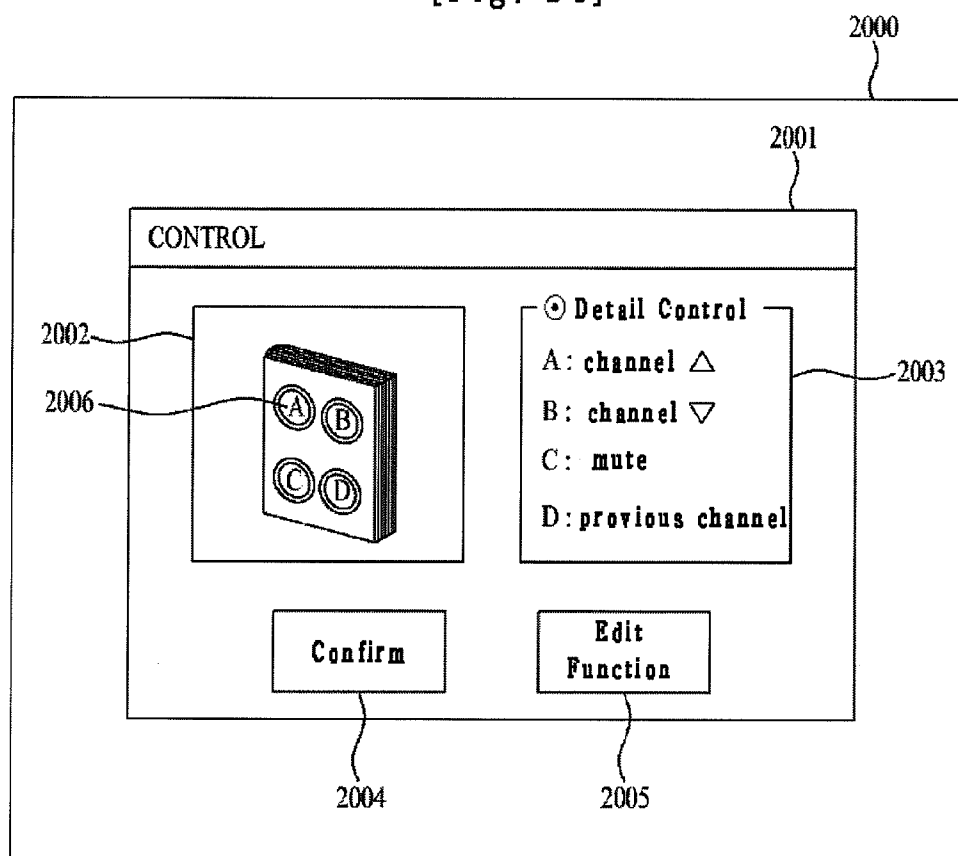 2000
2001
CONTROL
2002
2006
A
B
C
D
Detail Control
A: channel △
B: channel ▽
C: mute
D: provious channel
2003
Confirm
Edit
Function
2004
2005